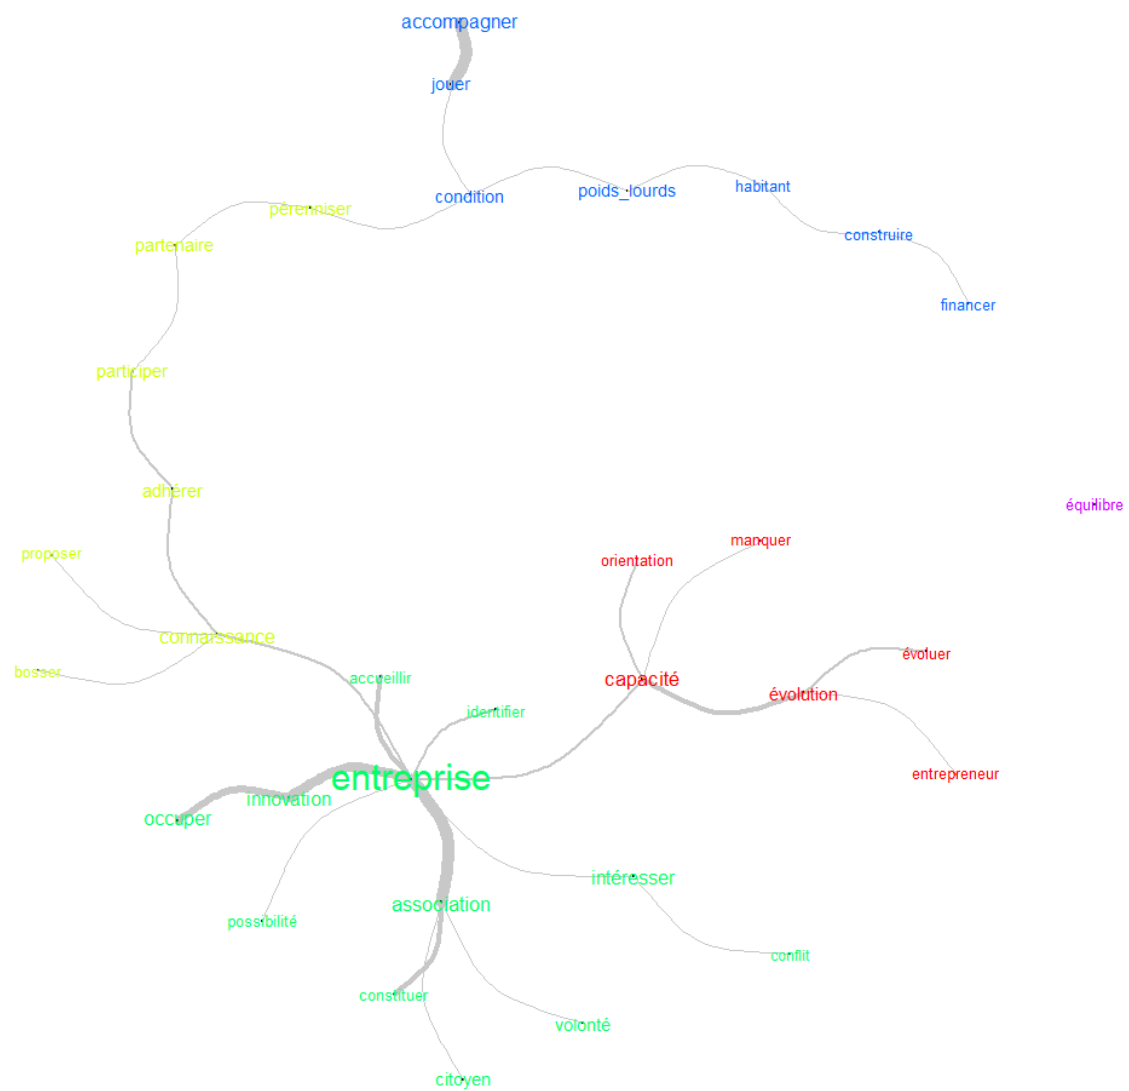 accompagner
jouer
habitant
condition
poids_lourds
pérenniser
construire
partenaire
financer
participer
adhérer
équilibre
manquer
proposer
orientation
connaissance
évoluer
bosser
accueillir
capacité
évolution
identifier
entrepreneur
entreprise
innovation
occuper
intéresser
association
possibilité
conflit
constituer
volonté
citoyen